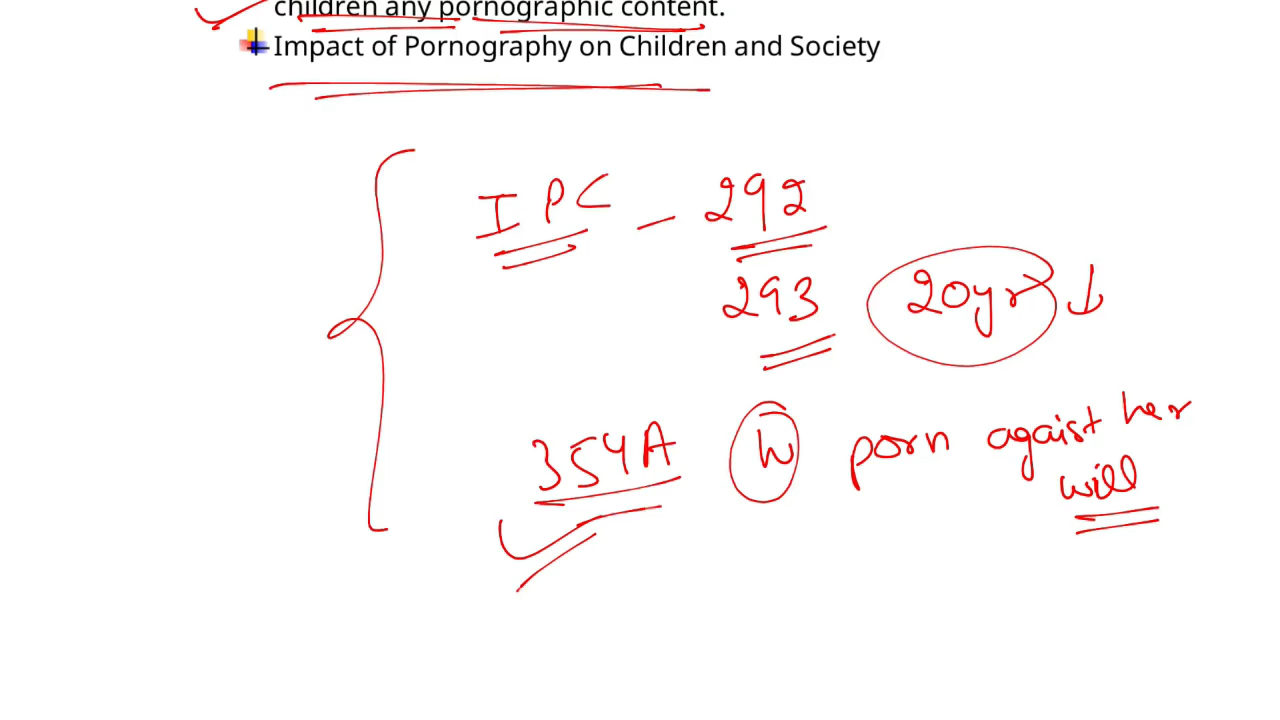 children any pornographic content.
Impact of Pornography on Children and Society
IPC - 292
293 20yr ↓
354A w porn agaist her
will